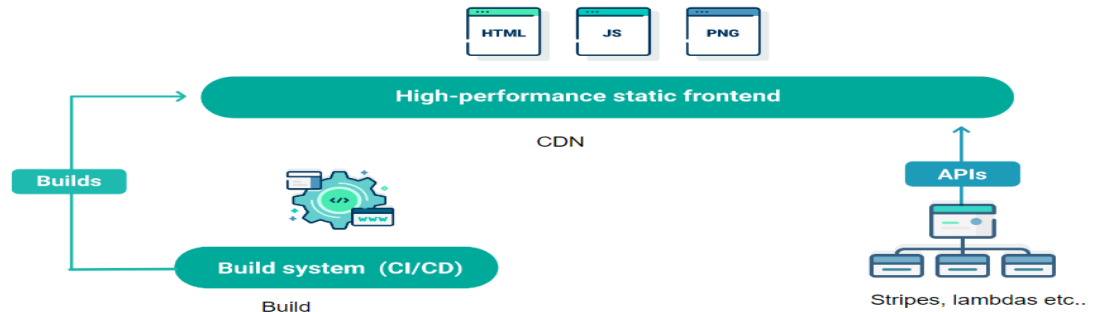 HTML
JS
PNG
High-performance static frontend
CDN
Builds
APIs
</>
WWW
Build system (CI/CD)
Build
Stripes, lambdas etc..